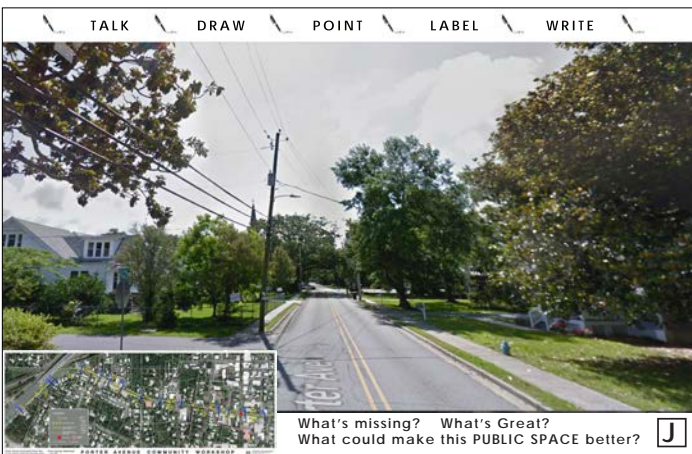 TALK DRAW POINT LABEL WRITE
ter Ave
PORTER AVENUE COMMUNITY WORKSHOP
What's missing? What's Great?
What could make this PUBLIC SPACE better?
J